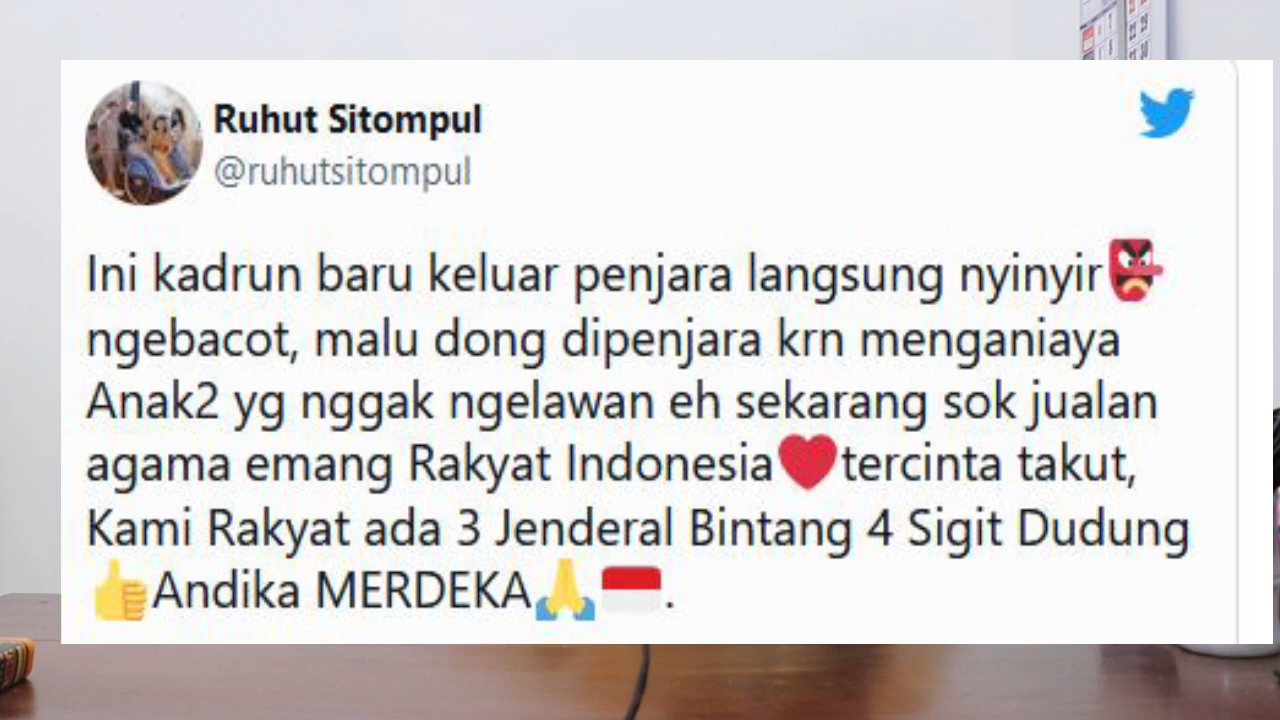 Ruhut Sitompul
@ruhutsitompul
Ini kadrun baru keluar penjara langsung nyinyir👺
ngebacot, malu dong dipenjara krn menganiaya
Anak2 yg nggak ngelawan eh sekarang sok jualan
agama emang Rakyat Indonesia❤️tercinta takut,
Kami Rakyat ada 3 Jenderal Bintang 4 Sigit Dudung
👍Andika MERDEKA🙏🇮🇩.